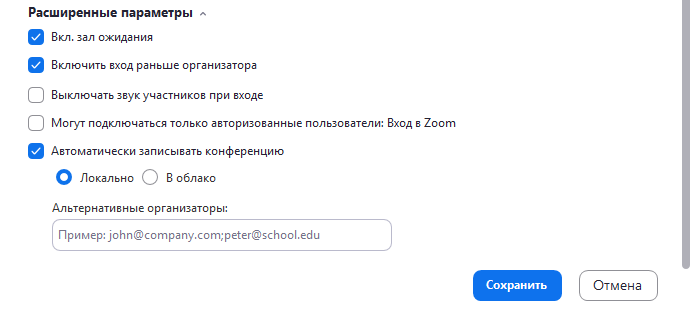 Расширенные параметры
Вкл. зал ожидания
Включить вход раньше организатора
Выключать звук участников при входе
Могут подключаться только авторизованные пользователи: Вход в Zoom
Автоматически записывать конференцию
Локально В облако
Альтернативные организаторы:
Пример: john@company.com;peter@school.edu
Сохранить Отмена